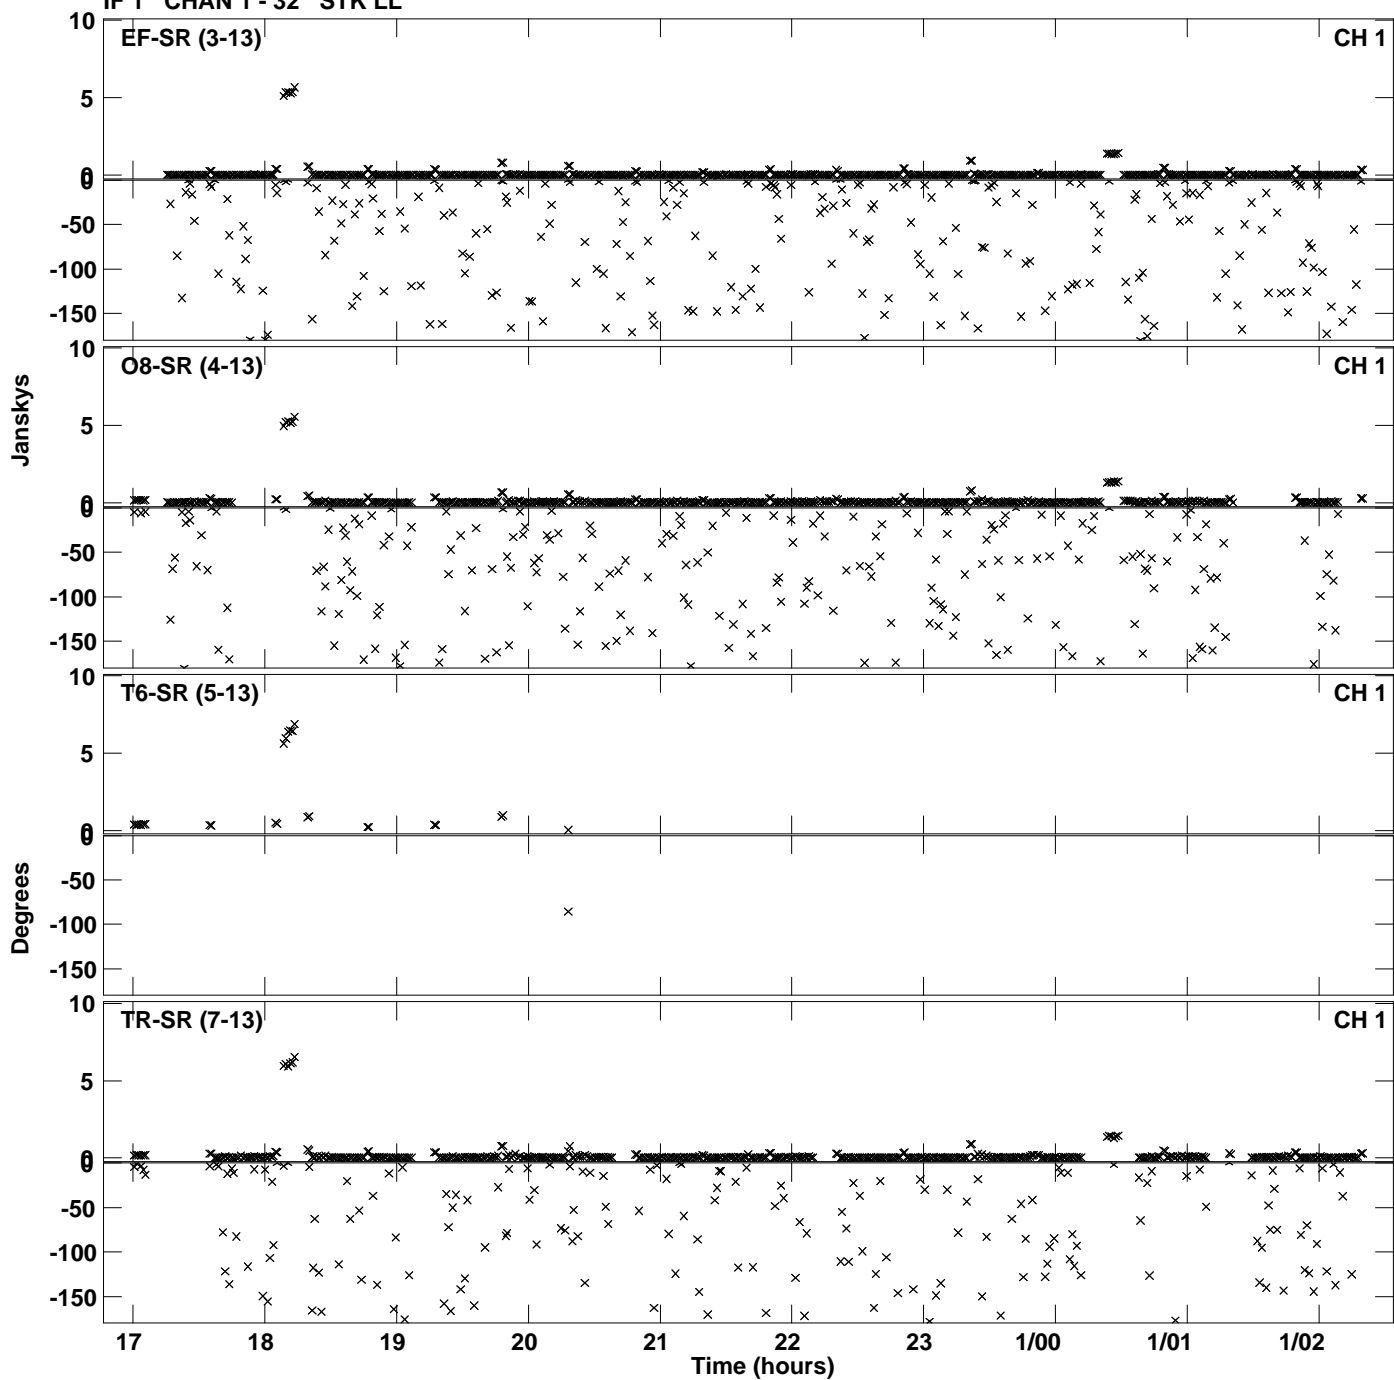 IF 1 CHAN 1 - 32 STK LL
10
EF-SR (3-13)
CH 1
5
0
0
-50
-100
-150
10
O8-SR (4-13)
CH 1
5
0
0
-50
-100
-150
Janskys
10
T6-SR (5-13)
CH 1
5
0
0
-50
-100
-150
Degrees
10
TR-SR (7-13)
CH 1
5
0
0
-50
-100
-150
17 18 19 20 21 22 23 1/00 1/01 1/02
Time (hours)